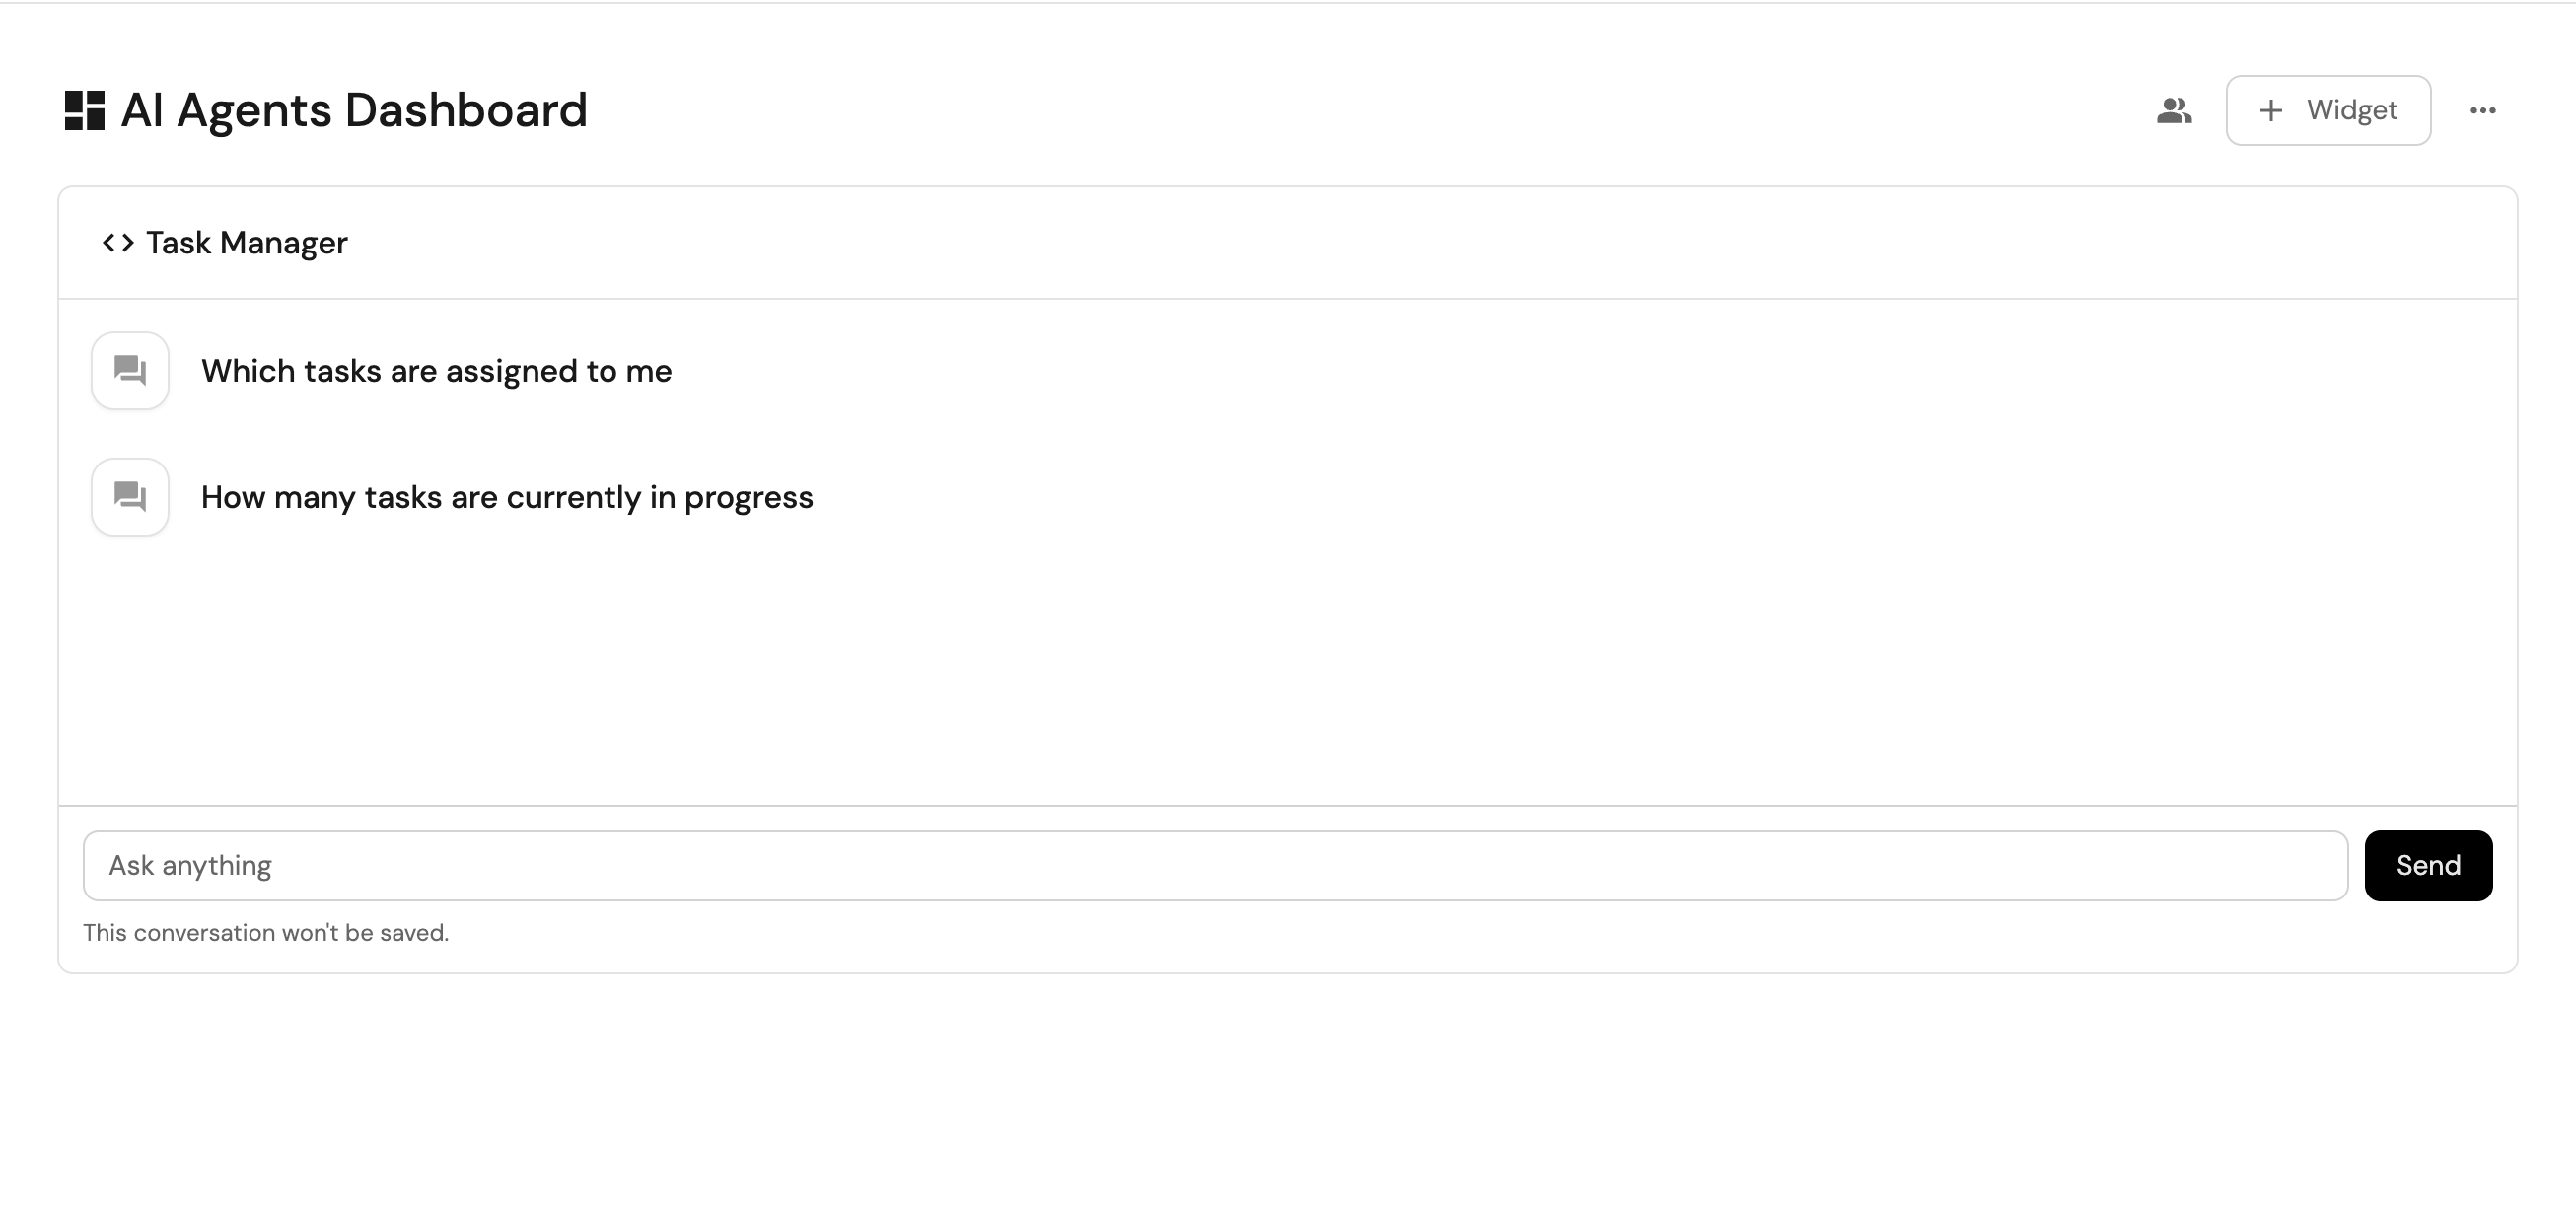 AI Agents Dashboard
+ Widget
Task Manager
Which tasks are assigned to me
How many tasks are currently in progress
Ask anything
Send
This conversation won't be saved.